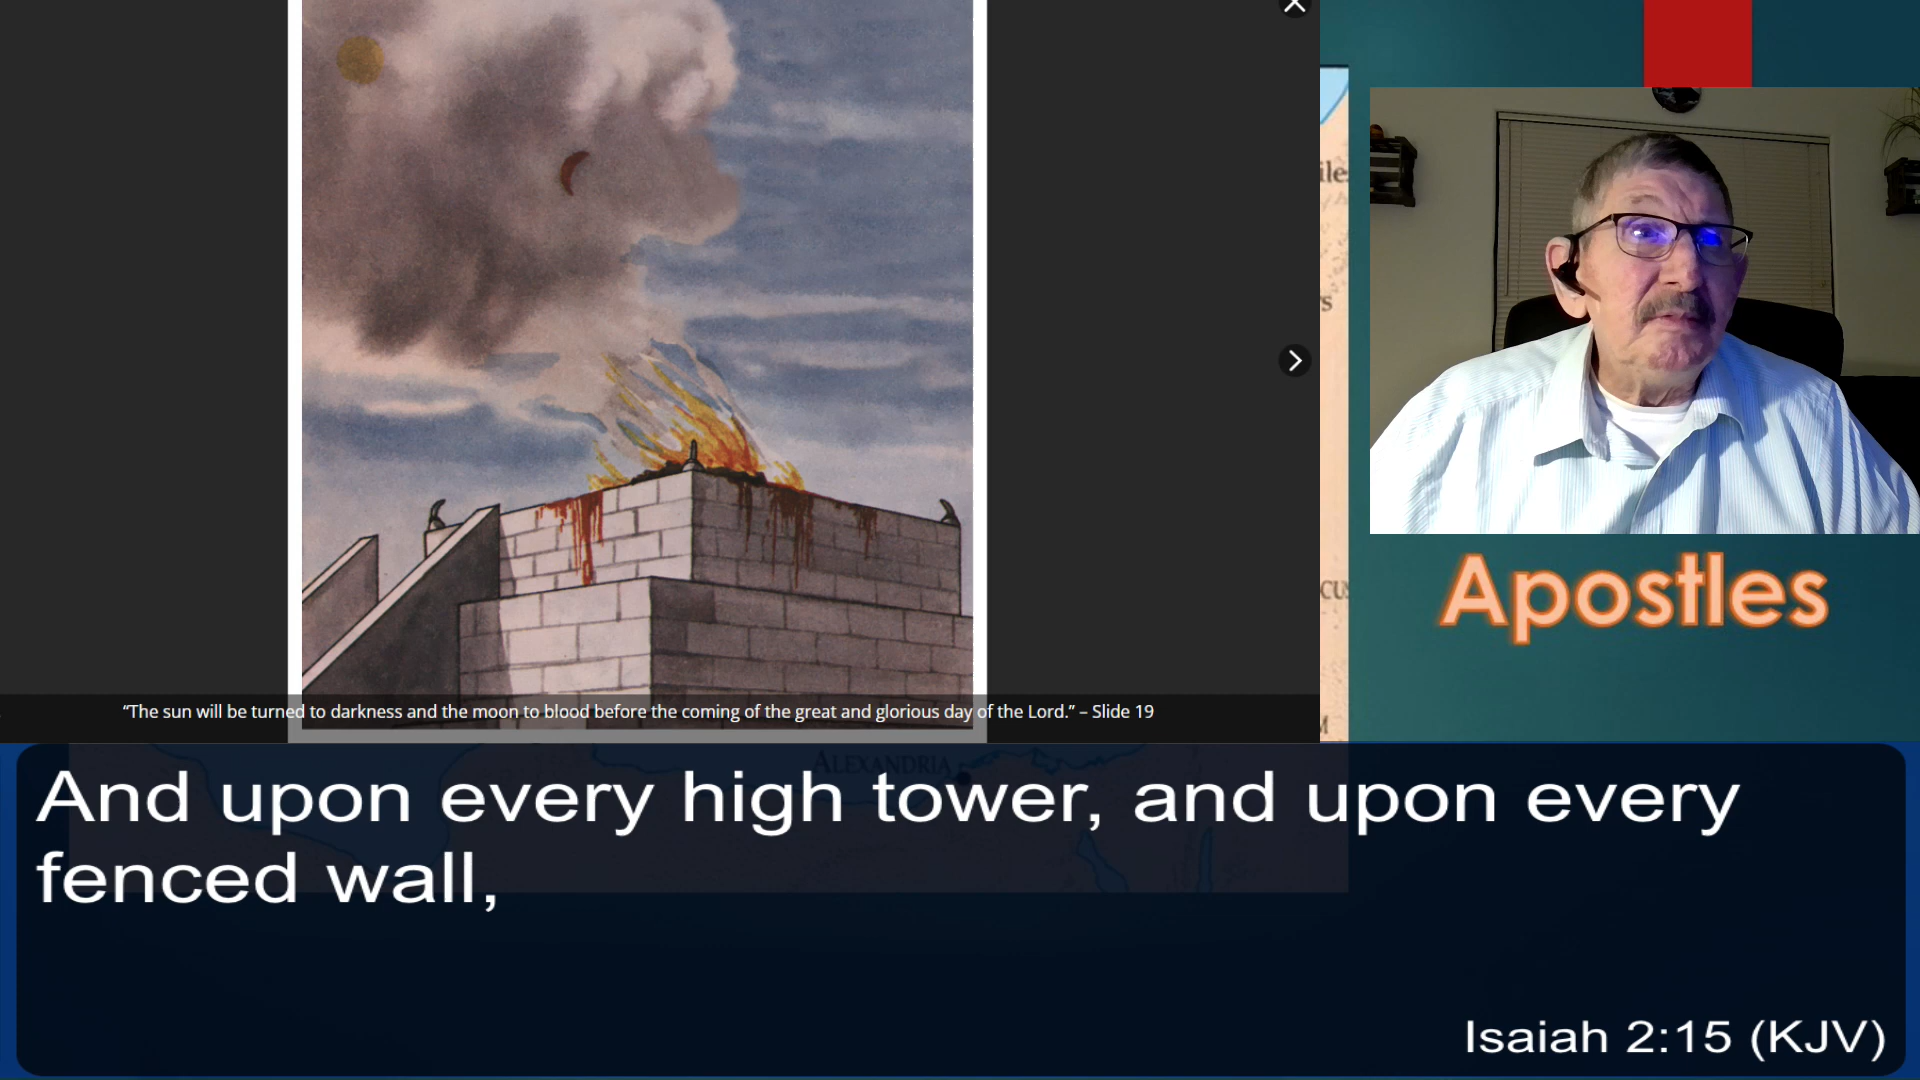 “The sun will be turned to darkness and the moon to blood before the coming of the great and glorious day of the Lord.” – Slide 19
Apostles
ALEXANDRIA
And upon every high tower, and upon every
fenced wall,
Isaiah 2:15 (KJV)